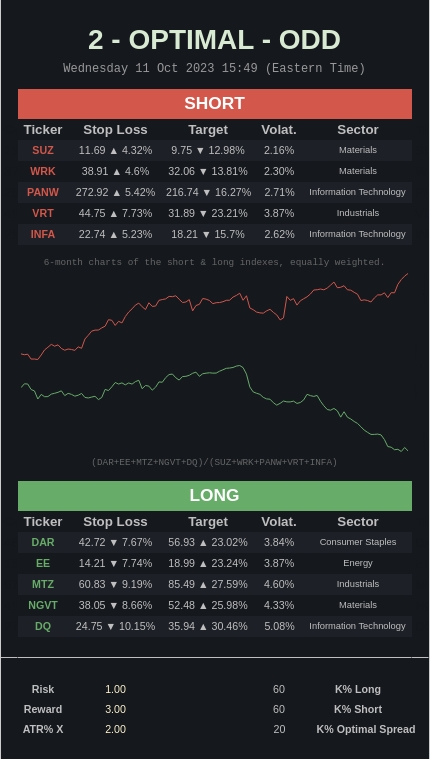 2 - OPTIMAL - ODD
Wednesday 11 Oct 2023 15:49 (Eastern Time)
SHORT
Ticker Stop Loss Target Volat. Sector
SUZ 11.69 ▲ 4.32% 9.75 ▼ 12.98% 2.16% Materials
WRK 38.91 ▲ 4.6% 32.06 ▼ 13.81% 2.30% Materials
PANW 272.92 ▲ 5.42% 216.74 ▼ 16.27% 2.71% Information Technology
VRT 44.75 ▲ 7.73% 31.89 ▼ 23.21% 3.87% Industrials
INFA 22.74 ▲ 5.23% 18.21 ▼ 15.7% 2.62% Information Technology
6-month charts of the short & long indexes, equally weighted.
(DAR+EE+MTZ+NGVT+DQ)/(SUZ+WRK+PANW+VRT+INFA)
LONG
Ticker Stop Loss Target Volat. Sector
DAR 42.72 ▼ 7.67% 56.93 ▲ 23.02% 3.84% Consumer Staples
EE 14.21 ▼ 7.74% 18.99 ▲ 23.24% 3.87% Energy
MTZ 60.83 ▼ 9.19% 85.49 ▲ 27.59% 4.60% Industrials
NGVT 38.05 ▼ 8.66% 52.48 ▲ 25.98% 4.33% Materials
DQ 24.75 ▼ 10.15% 35.94 ▲ 30.46% 5.08% Information Technology
Risk 1.00 60 K% Long
Reward 3.00 60 K% Short
ATR% X 2.00 20 K% Optimal Spread